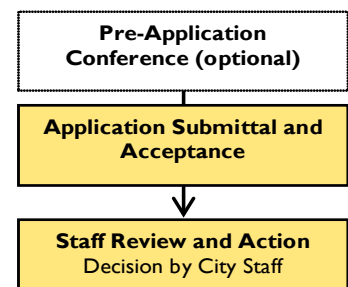 Pre-Application
Conference (optional)
Application Submittal and
Acceptance
Staff Review and Action
Decision by City Staff